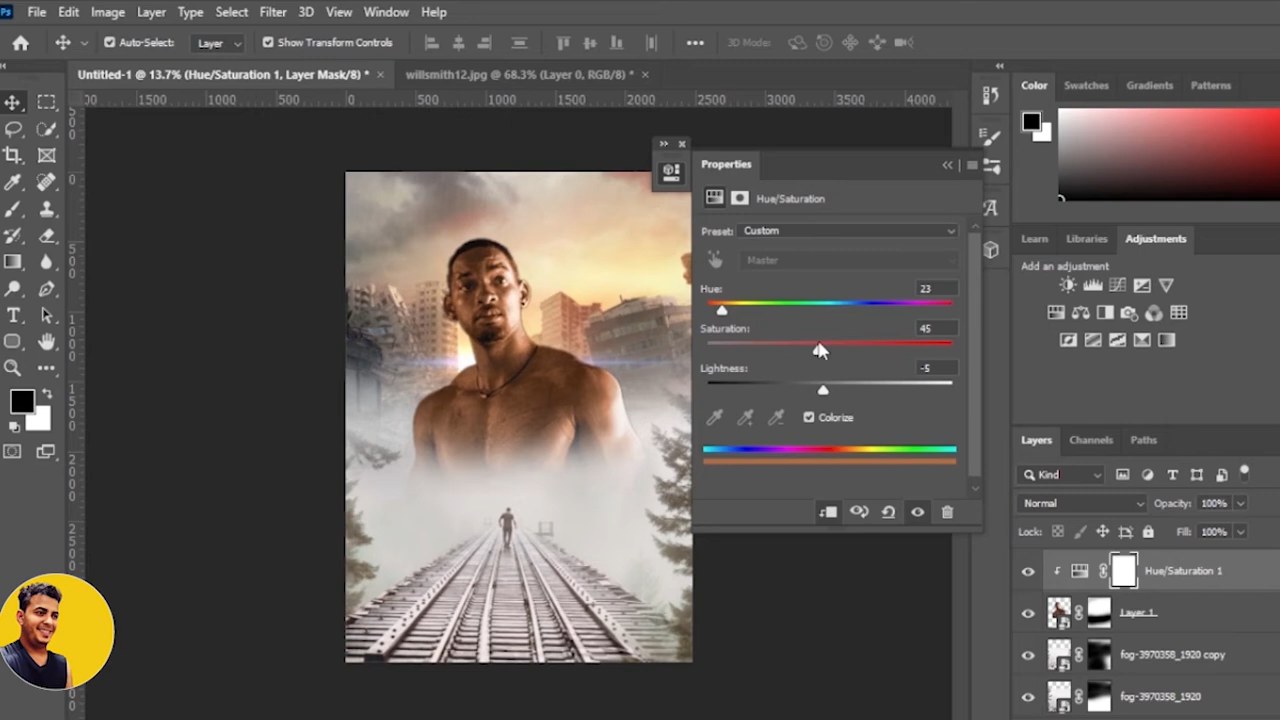 Ps File Edit Image Layer Type Select Filter 3D View Window Help
Auto-Select: Layer Show Transform Controls 3D Mode:
Untitled-1 @ 13.7% (Hue/Saturation 1, Layer Mask/8) * × willsmith12.jpg @ 68.3% (Layer 0, RGB/8) * ×
00 1500 1000 500 0 500 1000 1500 2000 2500 3000 3500 4000
Color Swatches Gradients Patterns
Properties
Hue/Saturation
Preset: Custom
Master
Hue: 23
Saturation: 45
Lightness: -5
Colorize
Learn Libraries Adjustments
Add an adjustment
Layers Channels Paths
Kind
Normal Opacity: 100%
Lock: Fill: 100%
Hue/Saturation 1
Layer 1
fog-3970358_1920 copy
fog-3970358_1920